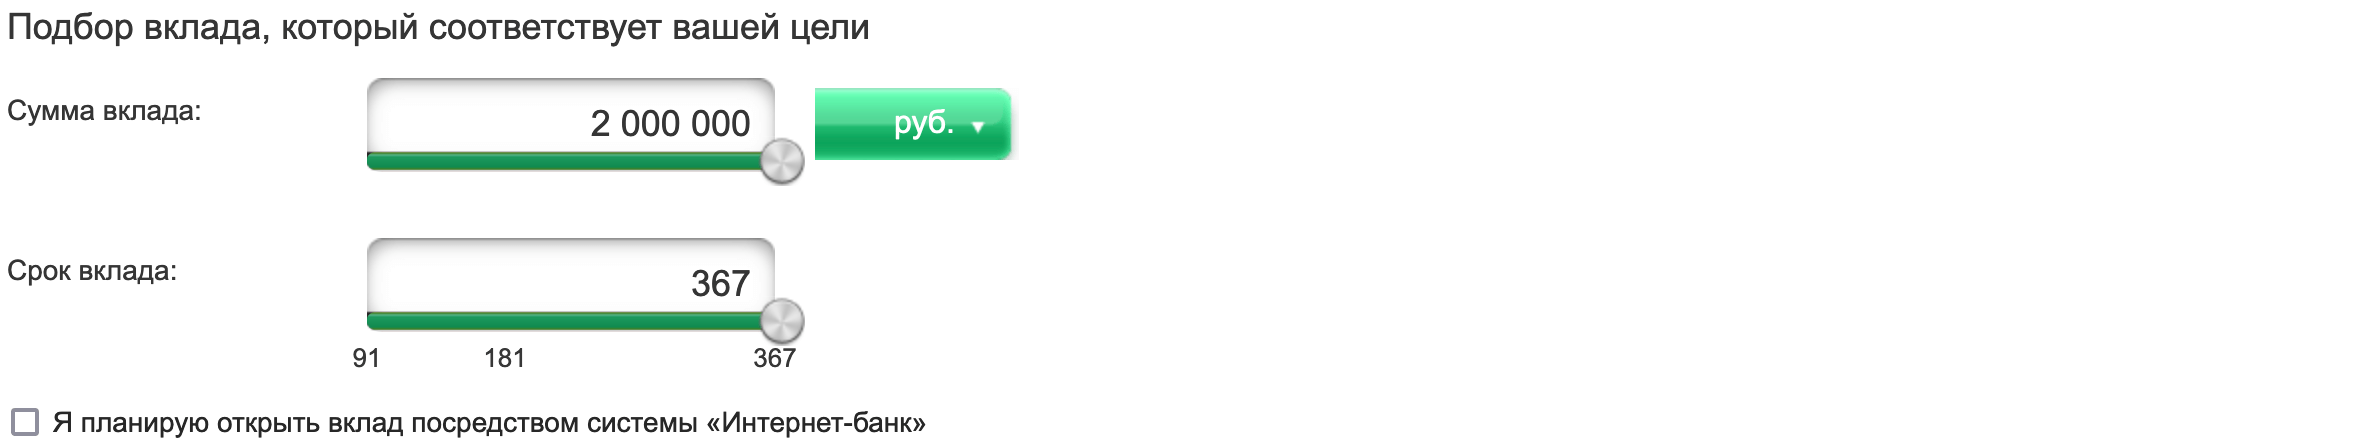 Подбор вклада, который соответствует вашей цели
Сумма вклада:
2 000 000
руб.
Срок вклада:
367
91 181 367
Я планирую открыть вклад посредством системы «Интернет-банк»